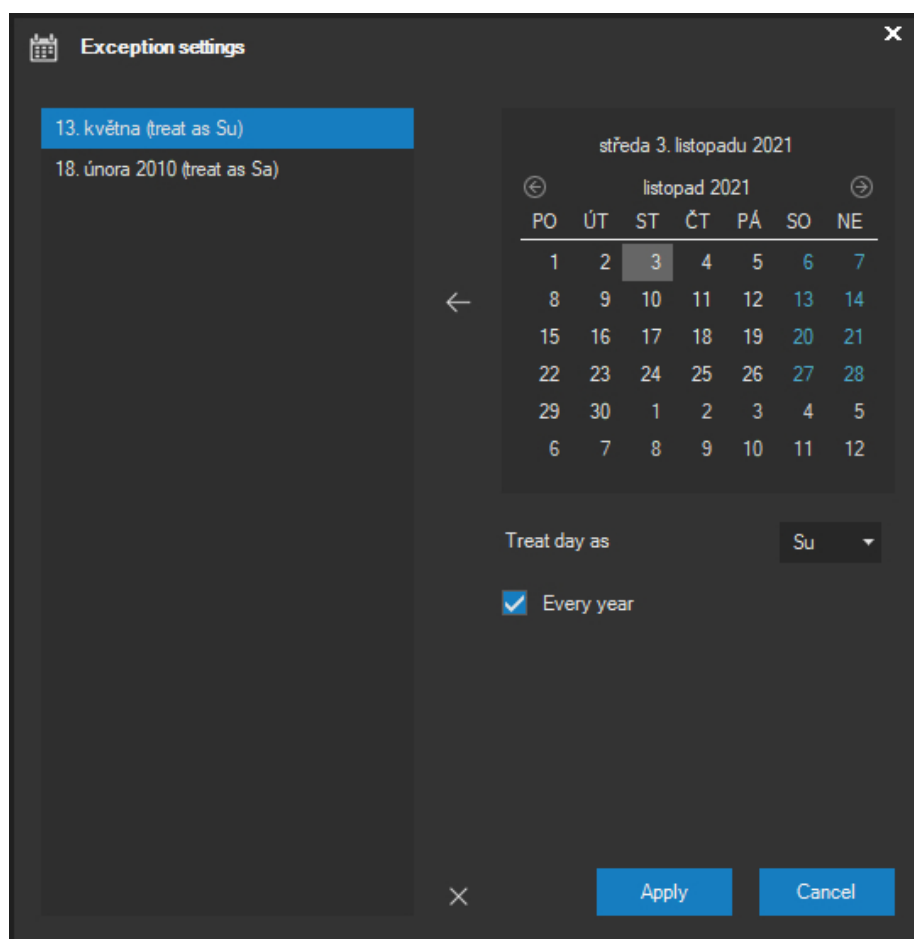 Exception settings
13. května (treat as Su)
18. února 2010 (treat as Sa)
středa 3. listopadu 2021
listopad 2021
PO ÚT ST ČT PÁ SO NE
1 2 3 4 5 6 7
8 9 10 11 12 13 14
15 16 17 18 19 20 21
22 23 24 25 26 27 28
29 30 1 2 3 4 5
6 7 8 9 10 11 12
Treat day as Su
Every year
Apply Cancel